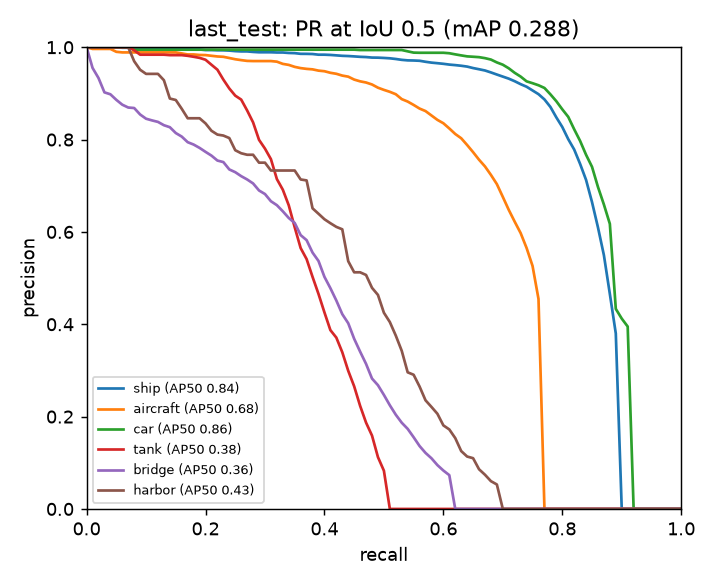 last_test: PR at IoU 0.5 (mAP 0.288)
precision
1.0
0.8
0.6
0.4
0.2
0.0
ship (AP50 0.84)
aircraft (AP50 0.68)
car (AP50 0.86)
tank (AP50 0.38)
bridge (AP50 0.36)
harbor (AP50 0.43)
0.0 0.2 0.4 0.6 0.8 1.0
recall